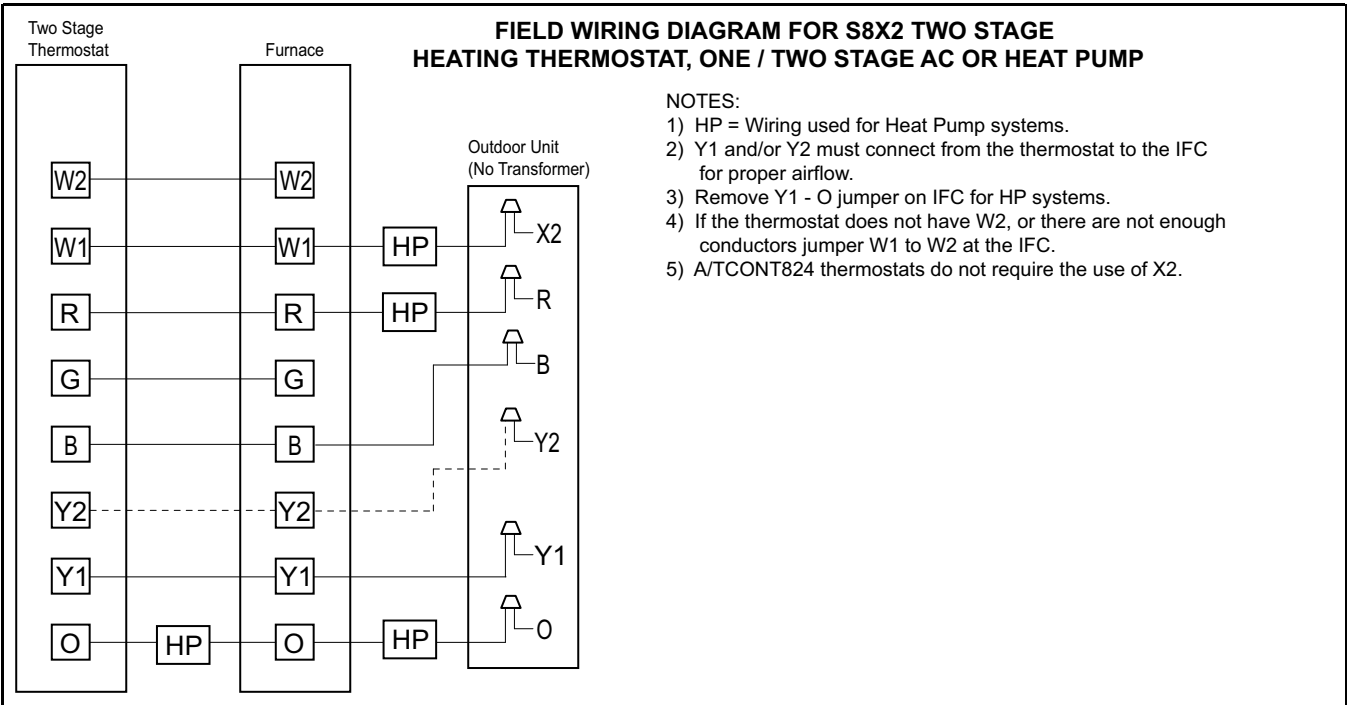 Two Stage
Thermostat
Furnace
FIELD WIRING DIAGRAM FOR S8X2 TWO STAGE
HEATING THERMOSTAT, ONE / TWO STAGE AC OR HEAT PUMP
NOTES:
1) HP = Wiring used for Heat Pump systems.
2) Y1 and/or Y2 must connect from the thermostat to the IFC
for proper airflow.
3) Remove Y1 - O jumper on IFC for HP systems.
4) If the thermostat does not have W2, or there are not enough
conductors jumper W1 to W2 at the IFC.
5) A/TCONT824 thermostats do not require the use of X2.
Outdoor Unit
(No Transformer)
W2 W2
W1 W1 HP X2
R R HP R
G G
B B B
Y2 Y2 Y2
Y1 Y1 Y1
O HP O HP O